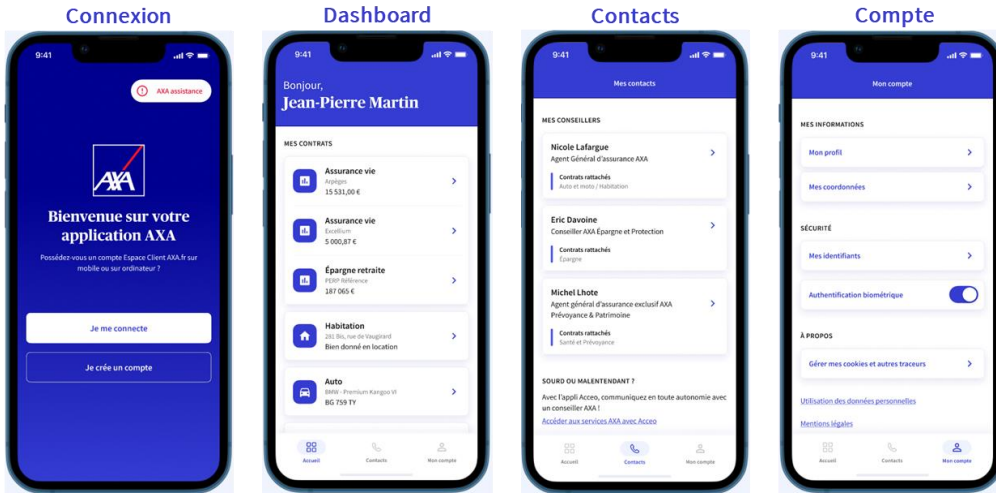 Connexion
9:41
AXA assistance
AXA
Bienvenue sur votre
application AXA
Possédez-vous un compte Espace Client AXA.fr sur
mobile ou sur ordinateur ?
Je me connecte
Je crée un compte
Dashboard
9:41
Bonjour,
Jean-Pierre Martin
MES CONTRATS
Assurance vie
Arpèges
15 531,00 €
Assurance vie
Excellium
5 000,87 €
Épargne retraite
PERP Référence
187 065 €
Habitation
281 Bis, rue de Vaugirard
Bien donné en location
Auto
BMW - Premium Kangoo VI
BG 759 TY
Accueil
Contacts
Mon compte
Contacts
9:41
Mes contacts
MES CONSEILLERS
Nicole Lafargue
Agent Général d'assurance AXA
Contrats rattachés
Auto et moto / Habitation
Eric Davoine
Conseiller AXA Épargne et Protection
Contrats rattachés
Épargne
Michel Lhote
Agent général d'assurance exclusif AXA
Prévoyance & Patrimoine
Contrats rattachés
Santé et Prévoyance
SOURD OU MALENTENDANT ?
Avec l'appli Acceo, communiquez en toute autonomie avec
un conseiller AXA !
Accéder aux services AXA avec Acceo
Accueil
Contacts
Mon compte
Compte
9:41
Mon compte
MES INFORMATIONS
Mon profil
Mes coordonnées
SÉCURITÉ
Mes identifiants
Authentification biométrique
À PROPOS
Gérer mes cookies et autres traceurs
Utilisation des données personnelles
Mentions légales
Accueil
Contacts
Mon compte